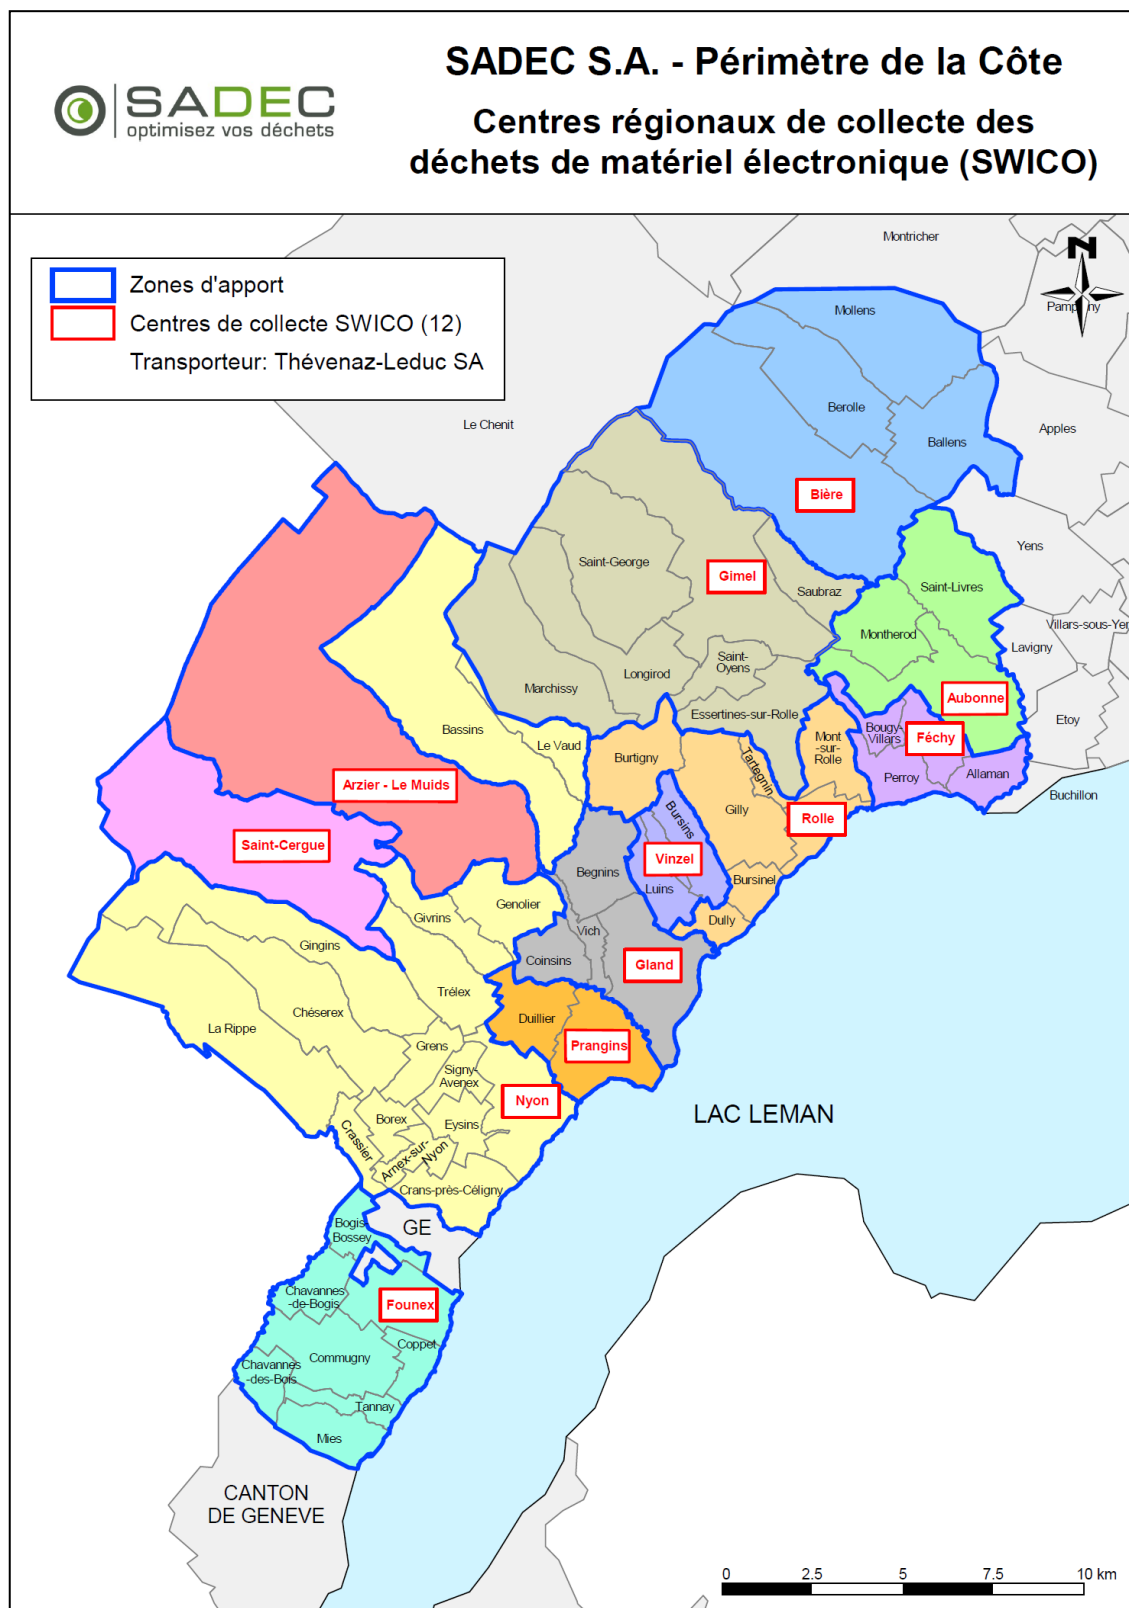 SADEC S.A. - Périmètre de la Côte
SADEC
optimisez vos déchets
Centres régionaux de collecte des
déchets de matériel électronique (SWICO)
Zones d'apport
Centres de collecte SWICO (12)
Transporteur: Thévenaz-Leduc SA
N
Montricher
Mollens
Berolle
Ballens
Apples
Le Chenit
Bière
Yens
Saint-George
Gimel
Saubraz
Saint-Livres
Villars-sous-Yen
Montherod
Lavigny
Saint-
Oyens
Longirod
Marchissy
Aubonne
Essertines-sur-Rolle
Etoy
Bassins
Le Vaud
Burtigny
Tartegnin
Mont
-sur-
Rolle
Bougy-
Villars
Féchy
Perroy
Allaman
Buchillon
Arzier - Le Muids
Gilly
Rolle
Bursins
Saint-Cergue
Vinzel
Begnins
Luins
Bursinel
Genolier
Givrins
Dully
Vich
Gingins
Coinsins
Gland
Trélex
Chéserex
Duillier
La Rippe
Grens
Prangins
Signy-
Avenex
Nyon
LAC LEMAN
Borex
Eysins
Crassier
Arnex-sur-
Nyon
Crans-près-Céligny
GE
Bogis-
Bossey
Chavannes
-de-Bogis
Founex
Coppet
Commugny
Chavannes
-des-Bois
Tannay
Mies
CANTON
DE GENEVE
0 2.5 5 7.5 10 km